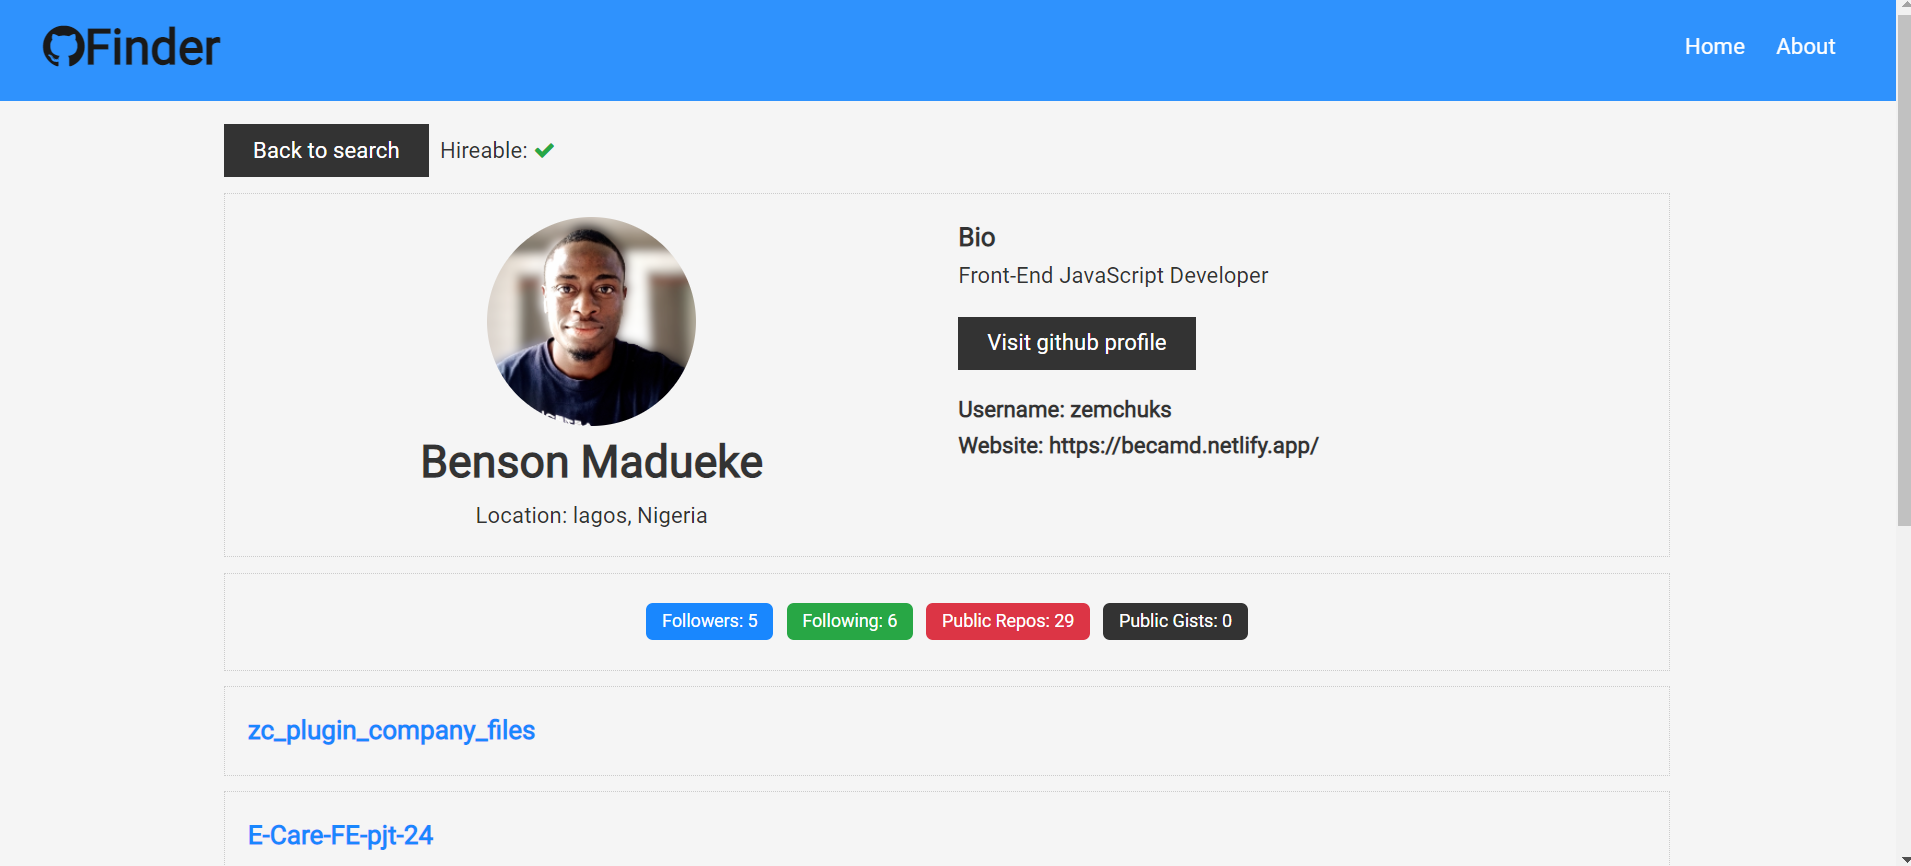 Finder
Home About
Back to search Hireable:
Bio
Front-End JavaScript Developer
Visit github profile
Username: zemchuks
Website: https://becamd.netlify.app/
Benson Madueke
Location: lagos, Nigeria
Followers: 5 Following: 6 Public Repos: 29 Public Gists: 0
zc_plugin_company_files
E-Care-FE-pjt-24